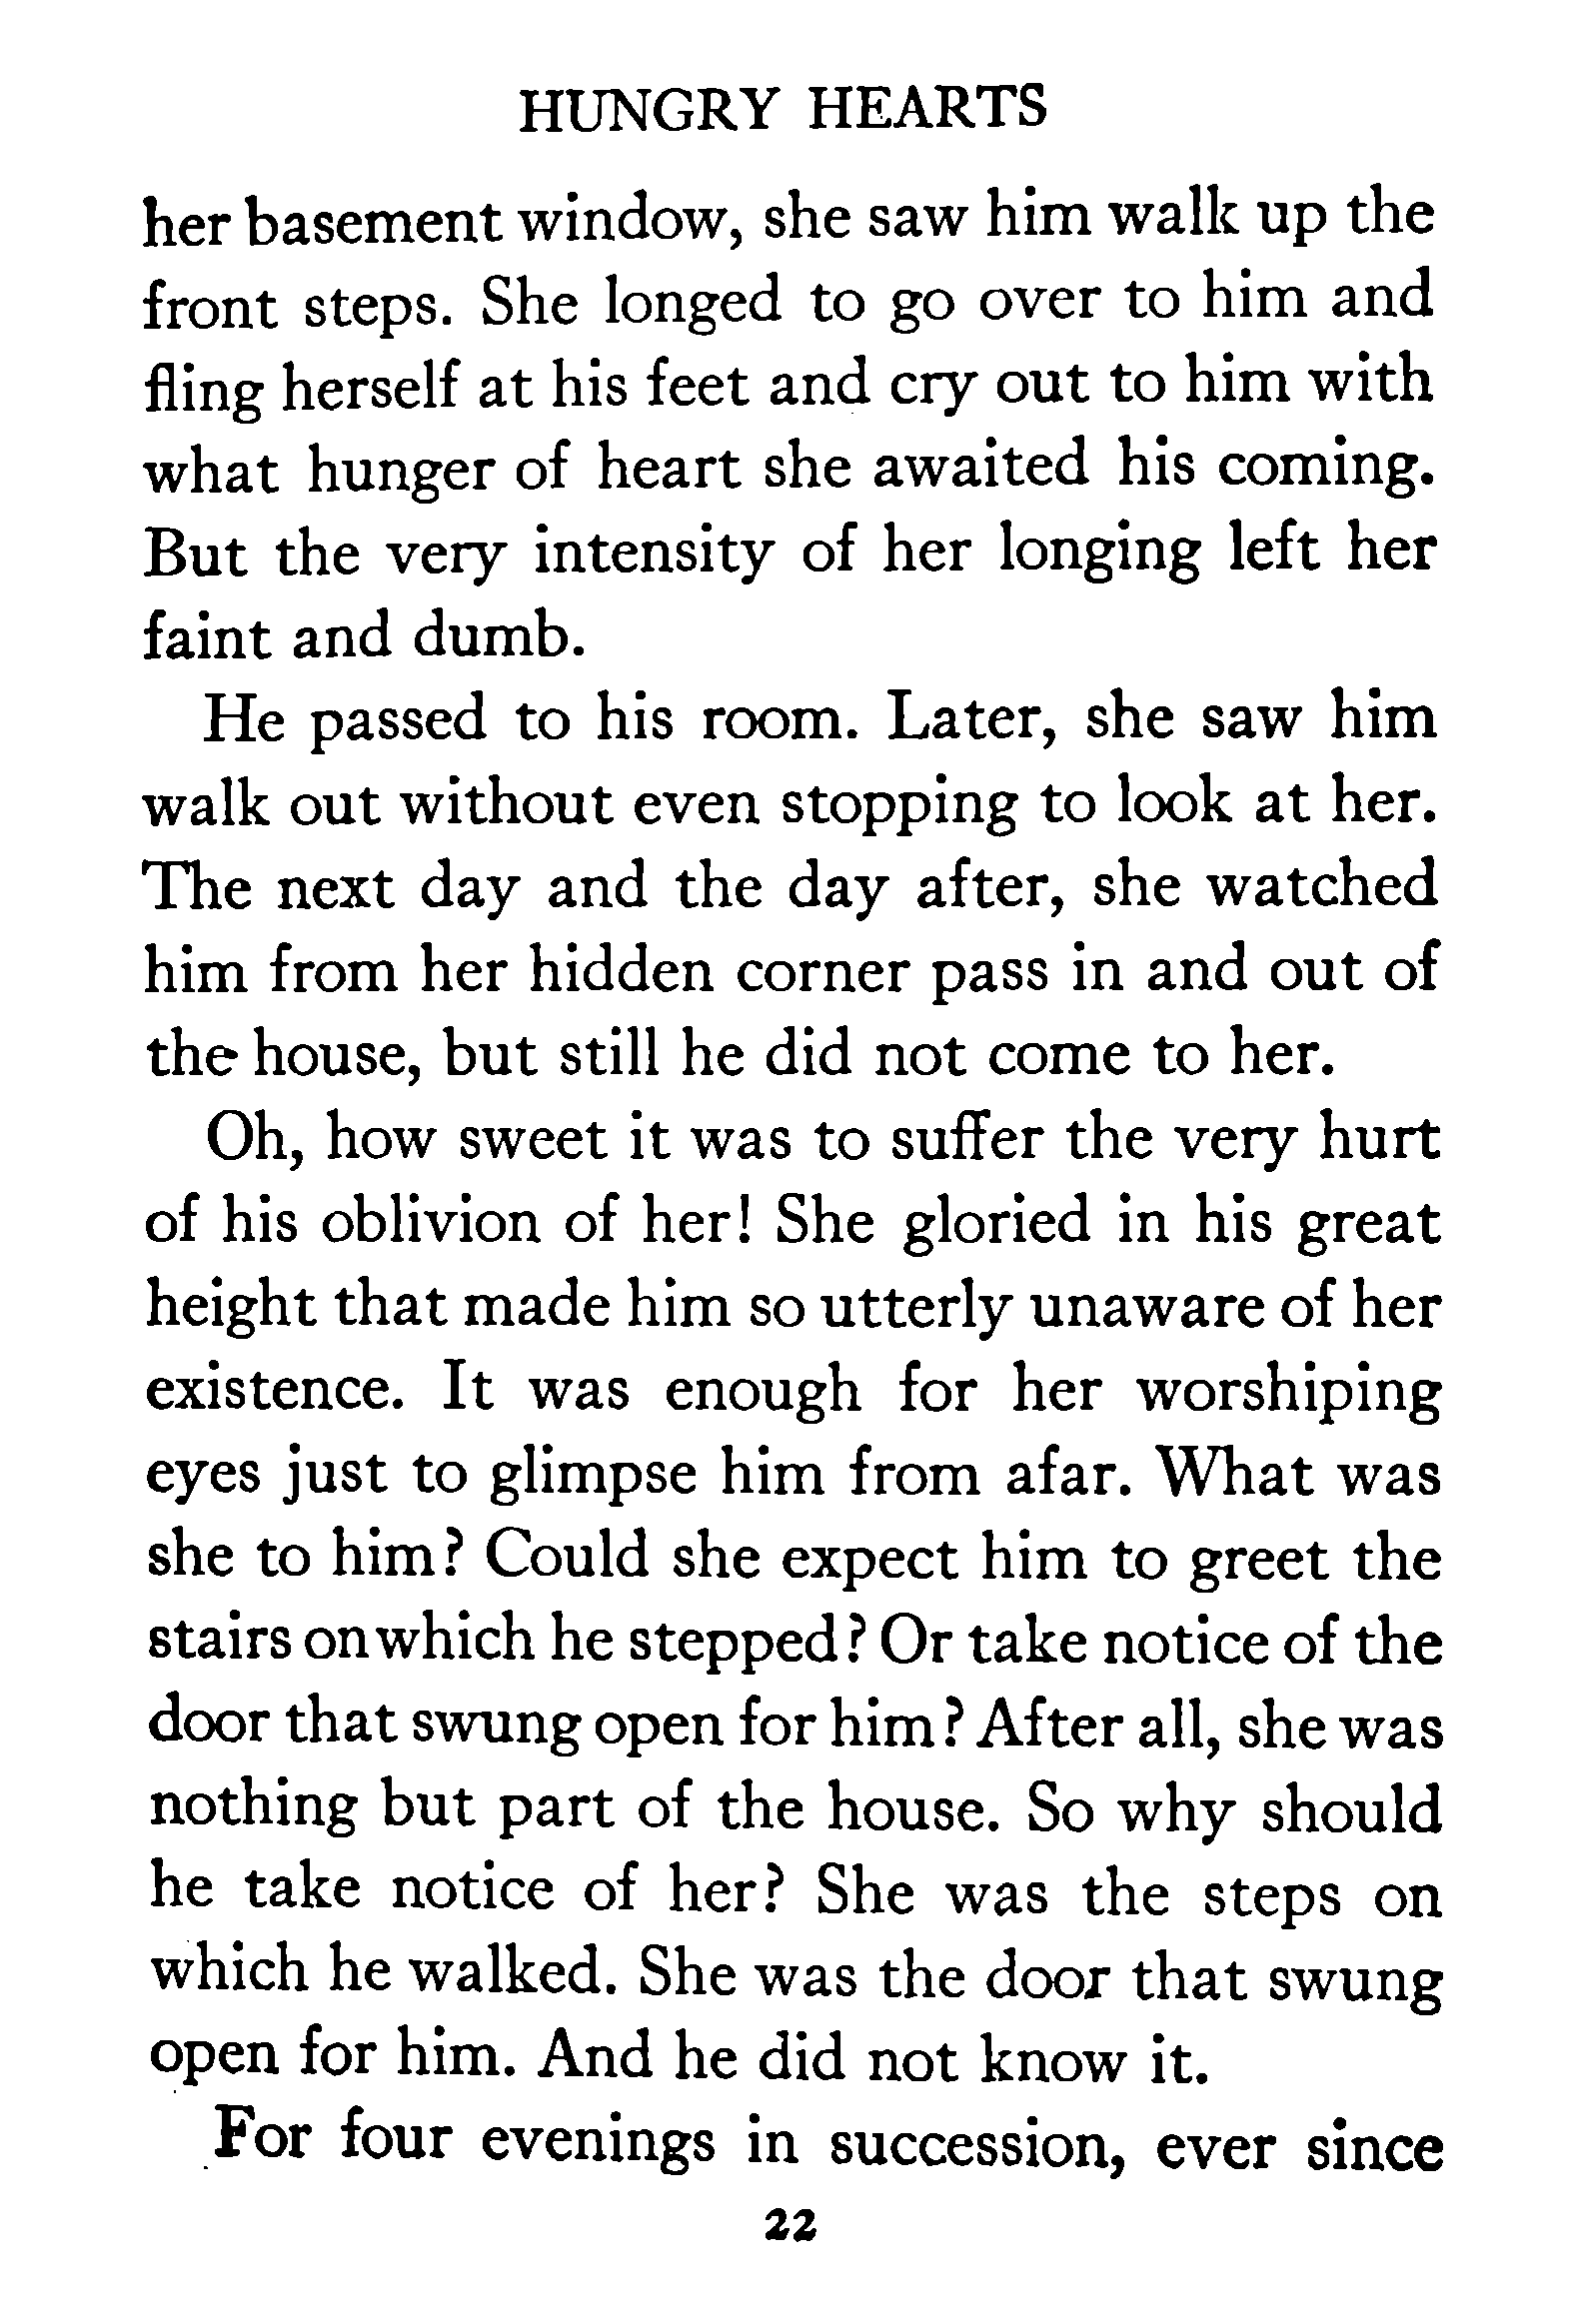 HUNGRY HEARTS
her basement window, she saw him walk up the
front steps. She longed to go over to him and
fling herself at his feet and cry out to him with
what hunger of heart she awaited his coming.
But the very intensity of her longing left her
faint and dumb.
He passed to his room. Later, she saw him
walk out without even stopping to look at her.
The next day and the day after, she watched
him from her hidden corner pass in and out of
the house, but still he did not come to her.
Oh, how sweet it was to suffer the very hurt
of his oblivion of her! She gloried in his great
height that made him so utterly unaware of her
existence. It was enough for her worshiping
eyes just to glimpse him from afar. What was
she to him? Could she expect him to greet the
stairs on which he stepped? Or take notice of the
door that swung open for him? After all, she was
nothing but part of the house. So why should
he take notice of her? She was the steps on
which he walked. She was the door that swung
open for him. And he did not know it.
For four evenings in succession, ever since
22